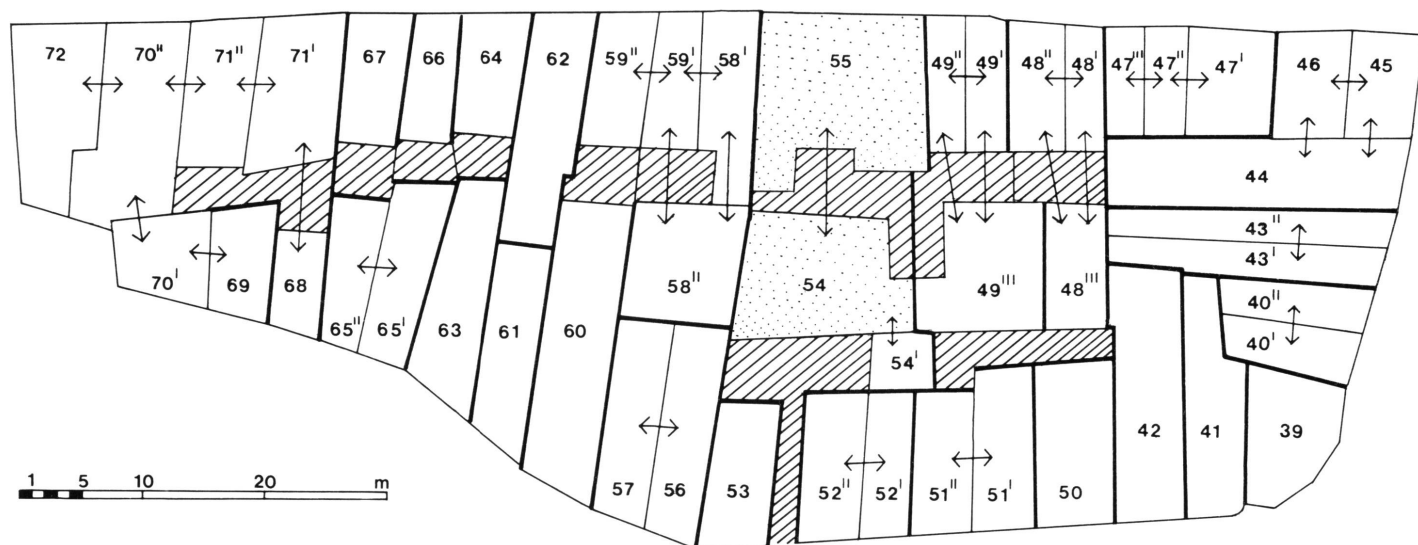 72 70ᴵᴵ 71ᴵᴵ 71ᴵ 67 66 64 62 59ᴵᴵ 59ᴵ 58ᴵ 55 49ᴵᴵ 49ᴵ 48ᴵᴵ 48ᴵ 47ᴵᴵᴵ 47ᴵᴵ 47ᴵ 46 45
44
43ᴵᴵ
43ᴵ
70ᴵ 69 68 65ᴵᴵ 65ᴵ 63 61 60 58ᴵᴵ 54 49ᴵᴵᴵ 48ᴵᴵᴵ 40ᴵᴵ
40ᴵ
54ᴵ
57 56 53 52ᴵᴵ 52ᴵ 51ᴵᴵ 51ᴵ 50 42 41 39
1 5 10 20 m